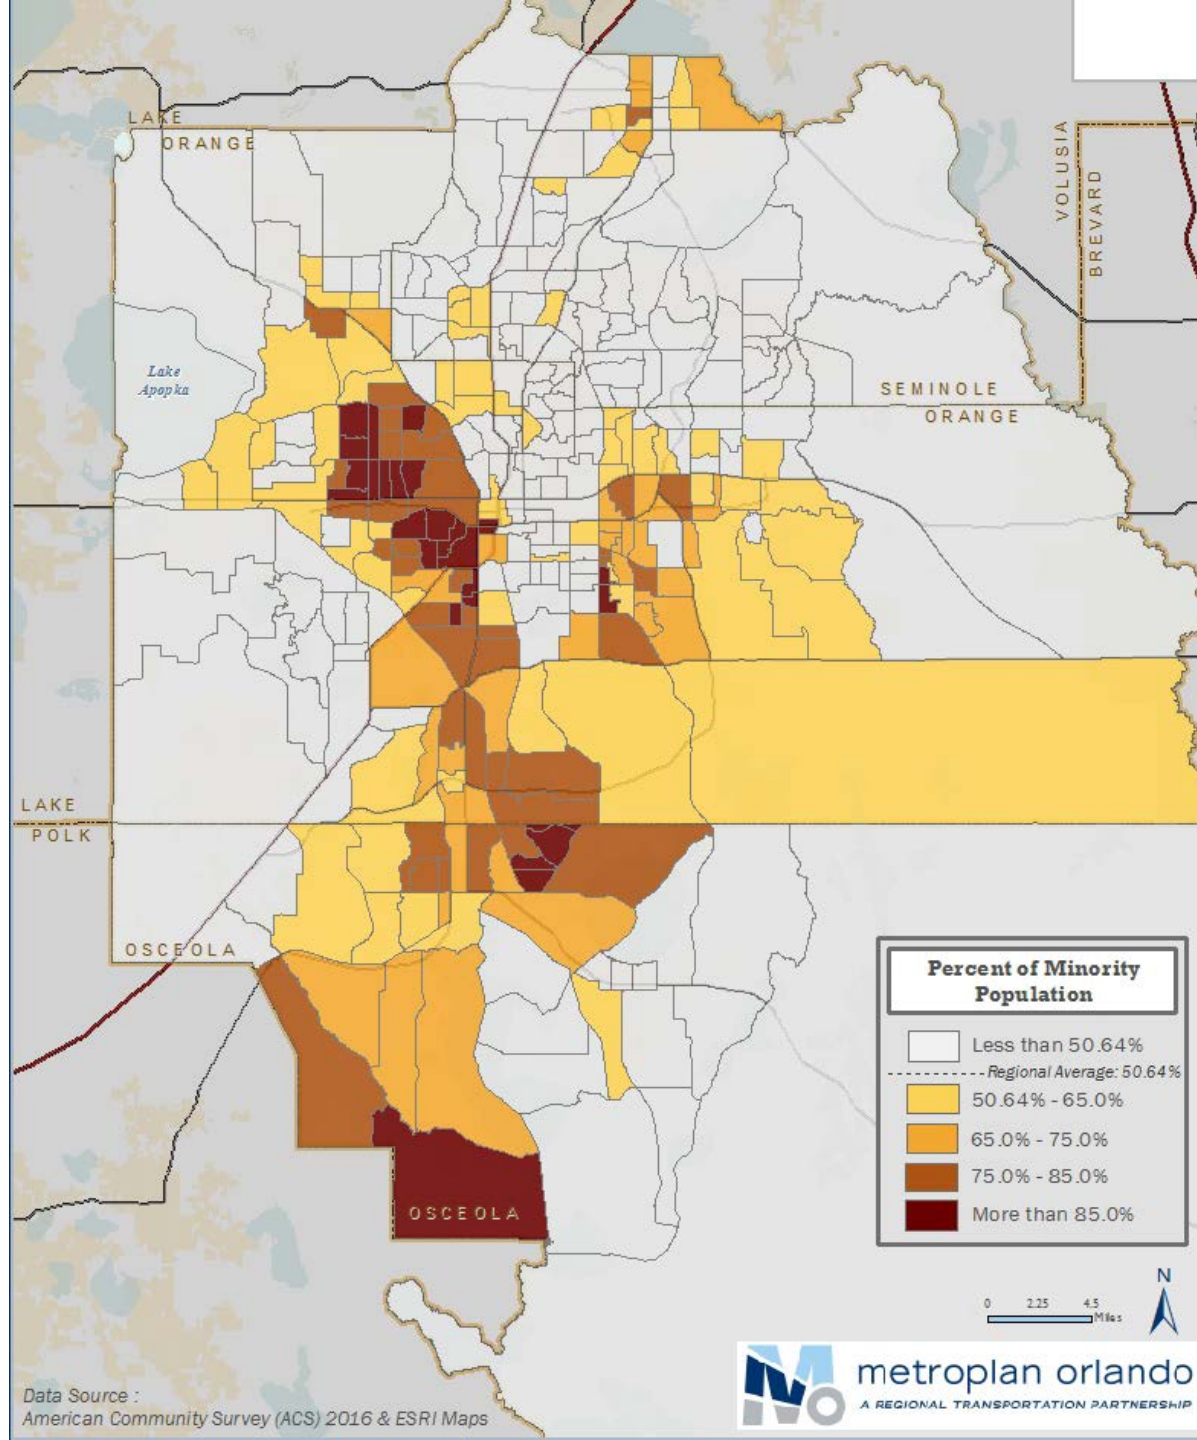 LAKE
ORANGE
VOLUSIA
BREVARD
Lake
Apopka
SEMINOLE
ORANGE
LAKE
POLK
OSCEOLA
OSCEOLA
Percent of Minority
Population
Less than 50.64%
Regional Average: 50.64%
50.64% - 65.0%
65.0% - 75.0%
75.0% - 85.0%
More than 85.0%
N
0 2.25 4.5
Miles
metroplan orlando
A REGIONAL TRANSPORTATION PARTNERSHIP
Data Source :
American Community Survey (ACS) 2016 & ESRI Maps